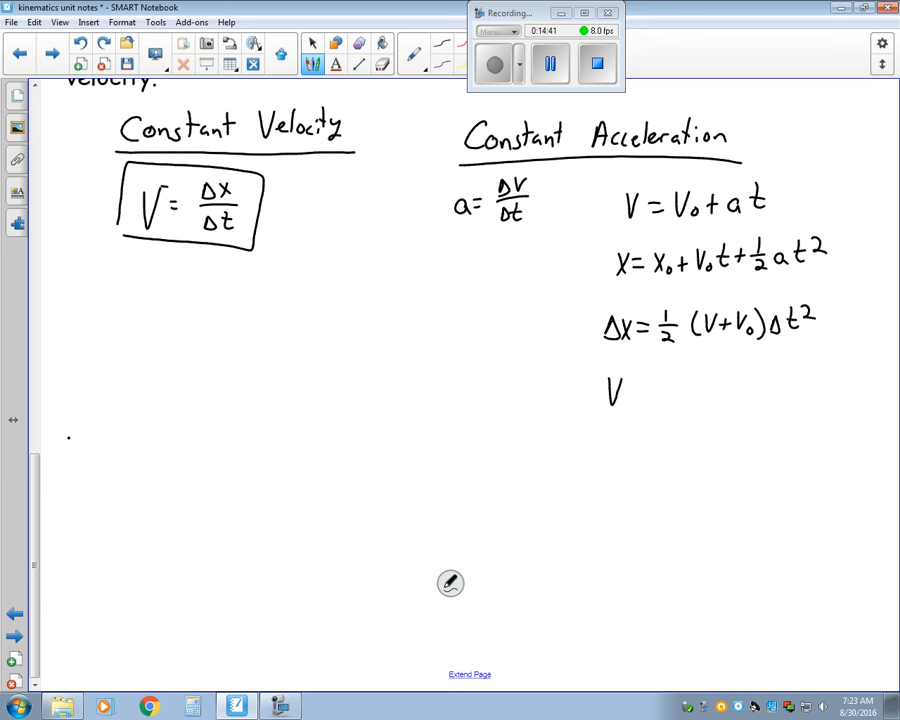 kinematics unit notes * - SMART Notebook
Recording...
File Edit View Insert Format Tools Add-ons Help
Menu 0:14:41 8.0 fps
velocity.
Constant Velocity
V = Δx/Δt
Constant Acceleration
a = ΔV/Δt
V = V₀ + a t
x = x₀ + V₀t + ½ a t²
Δx = ½ (V + V₀) Δt²
V
Extend Page
7:23 AM
8/30/2016